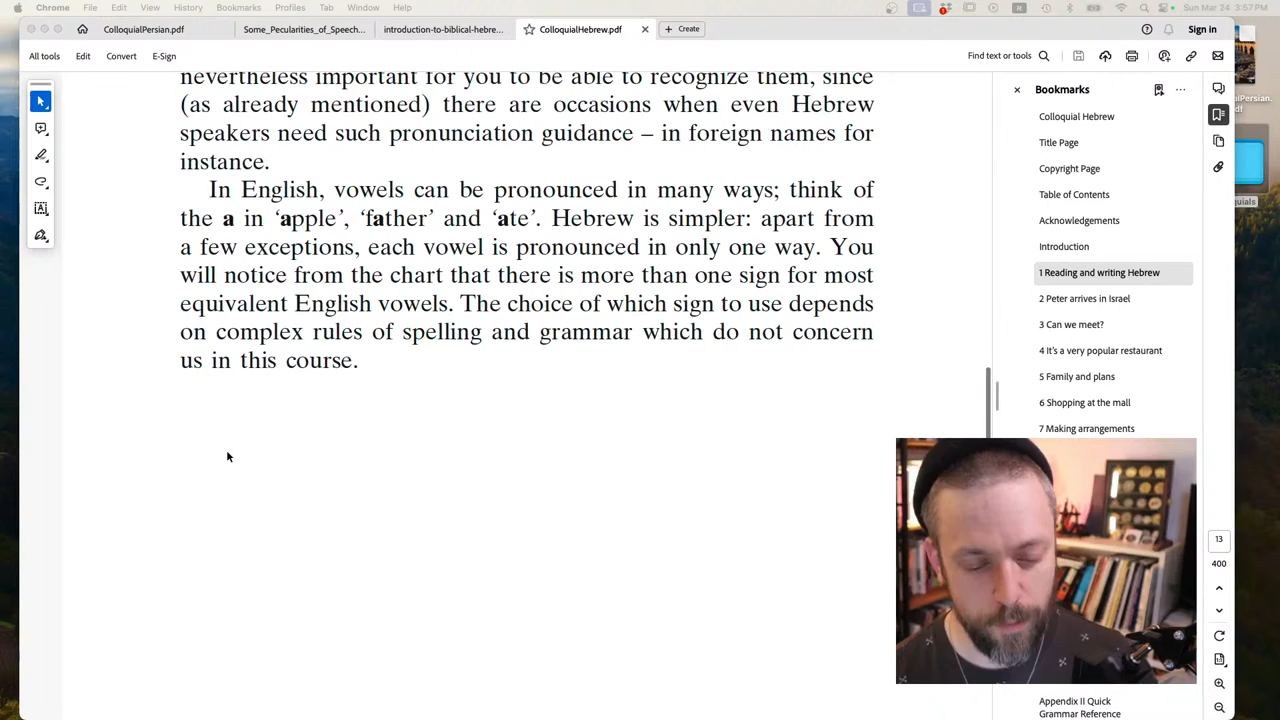 Chrome File Edit View History Bookmarks Profiles Tab Window Help
Sun Mar 24 3:57 PM
ColloquialPersian.pdf
Some_Pecularities_of_Speech...
introduction-to-biblical-hebre...
ColloquialHebrew.pdf
Create
Sign in
All tools Edit Convert E-Sign
Find text or tools
nevertheless important for you to be able to recognize them, since
(as already mentioned) there are occasions when even Hebrew
speakers need such pronunciation guidance – in foreign names for
instance.
In English, vowels can be pronounced in many ways; think of
the a in ‘apple’, ‘father’ and ‘ate’. Hebrew is simpler: apart from
a few exceptions, each vowel is pronounced in only one way. You
will notice from the chart that there is more than one sign for most
equivalent English vowels. The choice of which sign to use depends
on complex rules of spelling and grammar which do not concern
us in this course.
Bookmarks
Colloquial Hebrew
Title Page
Copyright Page
Table of Contents
Acknowledgements
Introduction
1 Reading and writing Hebrew
2 Peter arrives in Israel
3 Can we meet?
4 It's a very popular restaurant
5 Family and plans
6 Shopping at the mall
7 Making arrangements
Appendix II Quick
Grammar Reference
13
400